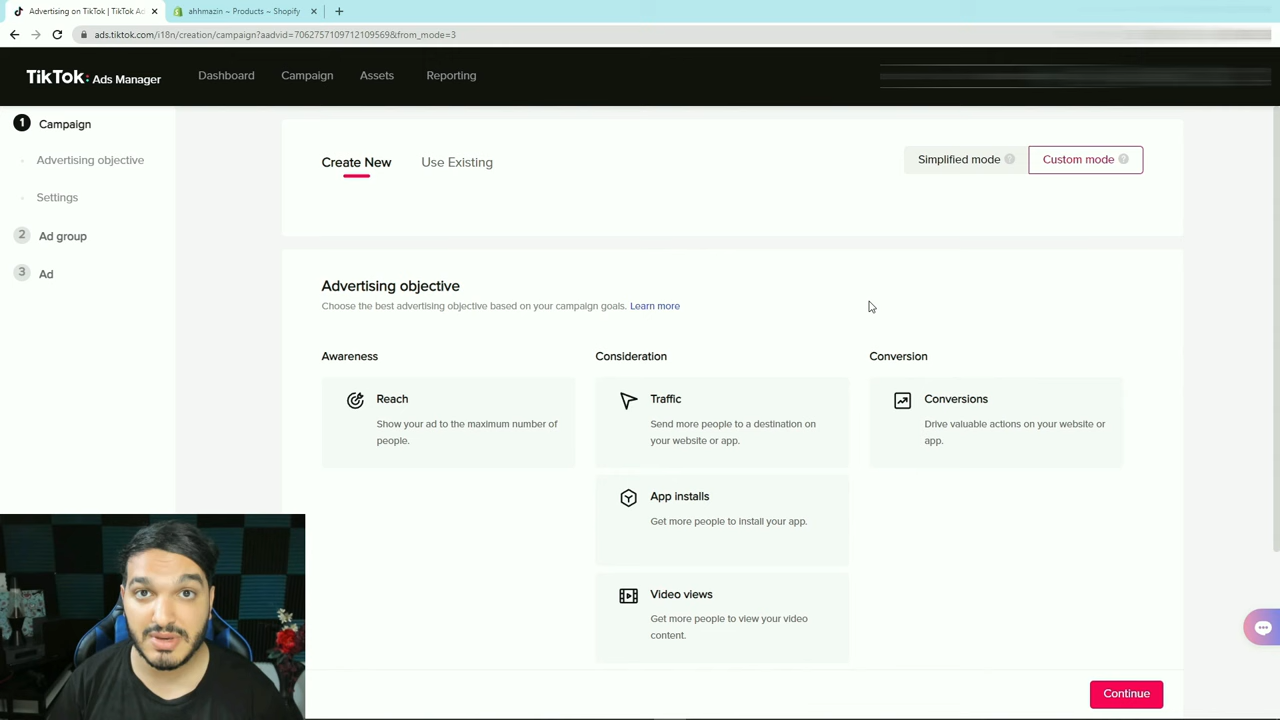 Advertising on TikTok | TikTok Ad
ahhmazin ~ Products ~ Shopify
ads.tiktok.com/i18n/creation/campaign?aadvid=7062757109712109569&from_mode=3
TikTok: Ads Manager
Dashboard
Campaign
Assets
Reporting
1 Campaign
Advertising objective
Settings
2 Ad group
3 Ad
Create New
Use Existing
Simplified mode ?
Custom mode ?
Advertising objective
Choose the best advertising objective based on your campaign goals. Learn more
Awareness
Reach
Show your ad to the maximum number of
people.
Consideration
Traffic
Send more people to a destination on
your website or app.
App installs
Get more people to install your app.
Video views
Get more people to view your video
content.
Conversion
Conversions
Drive valuable actions on your website or
app.
Continue